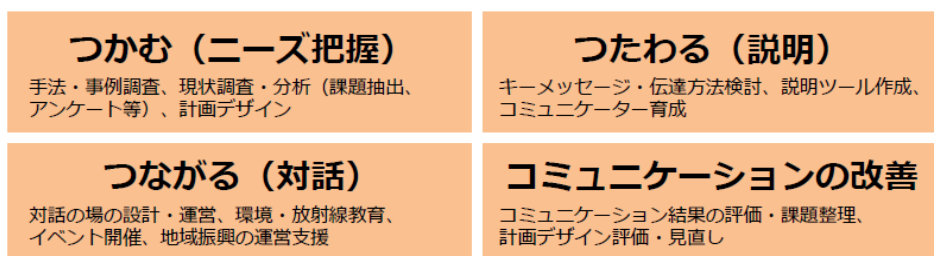 つかむ（ニーズ把握）
手法・事例調査、現状調査・分析（課題抽出、
アンケート等）、計画デザイン
つたわる（説明）
キーメッセージ・伝達方法検討、説明ツール作成、
コミュニケーター育成
つながる（対話）
対話の場の設計・運営、環境・放射線教育、
イベント開催、地域振興の運営支援
コミュニケーションの改善
コミュニケーション結果の評価・課題整理、
計画デザイン評価・見直し